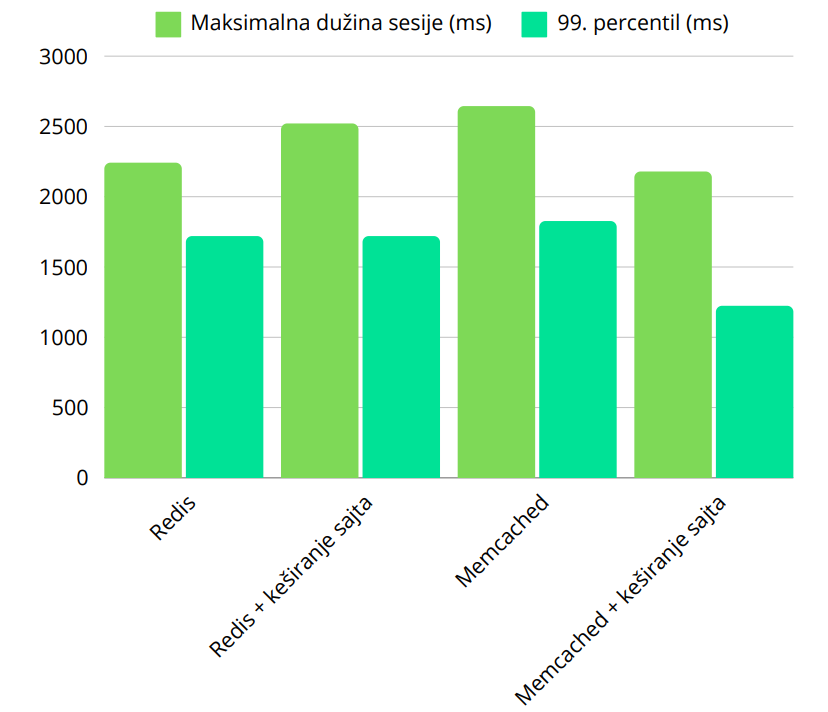 Maksimalna dužina sesije (ms)
99. percentil (ms)
3000
2500
2000
1500
1000
500
0
Redis
Redis + keširanje sajta
Memcached
Memcached + keširanje sajta